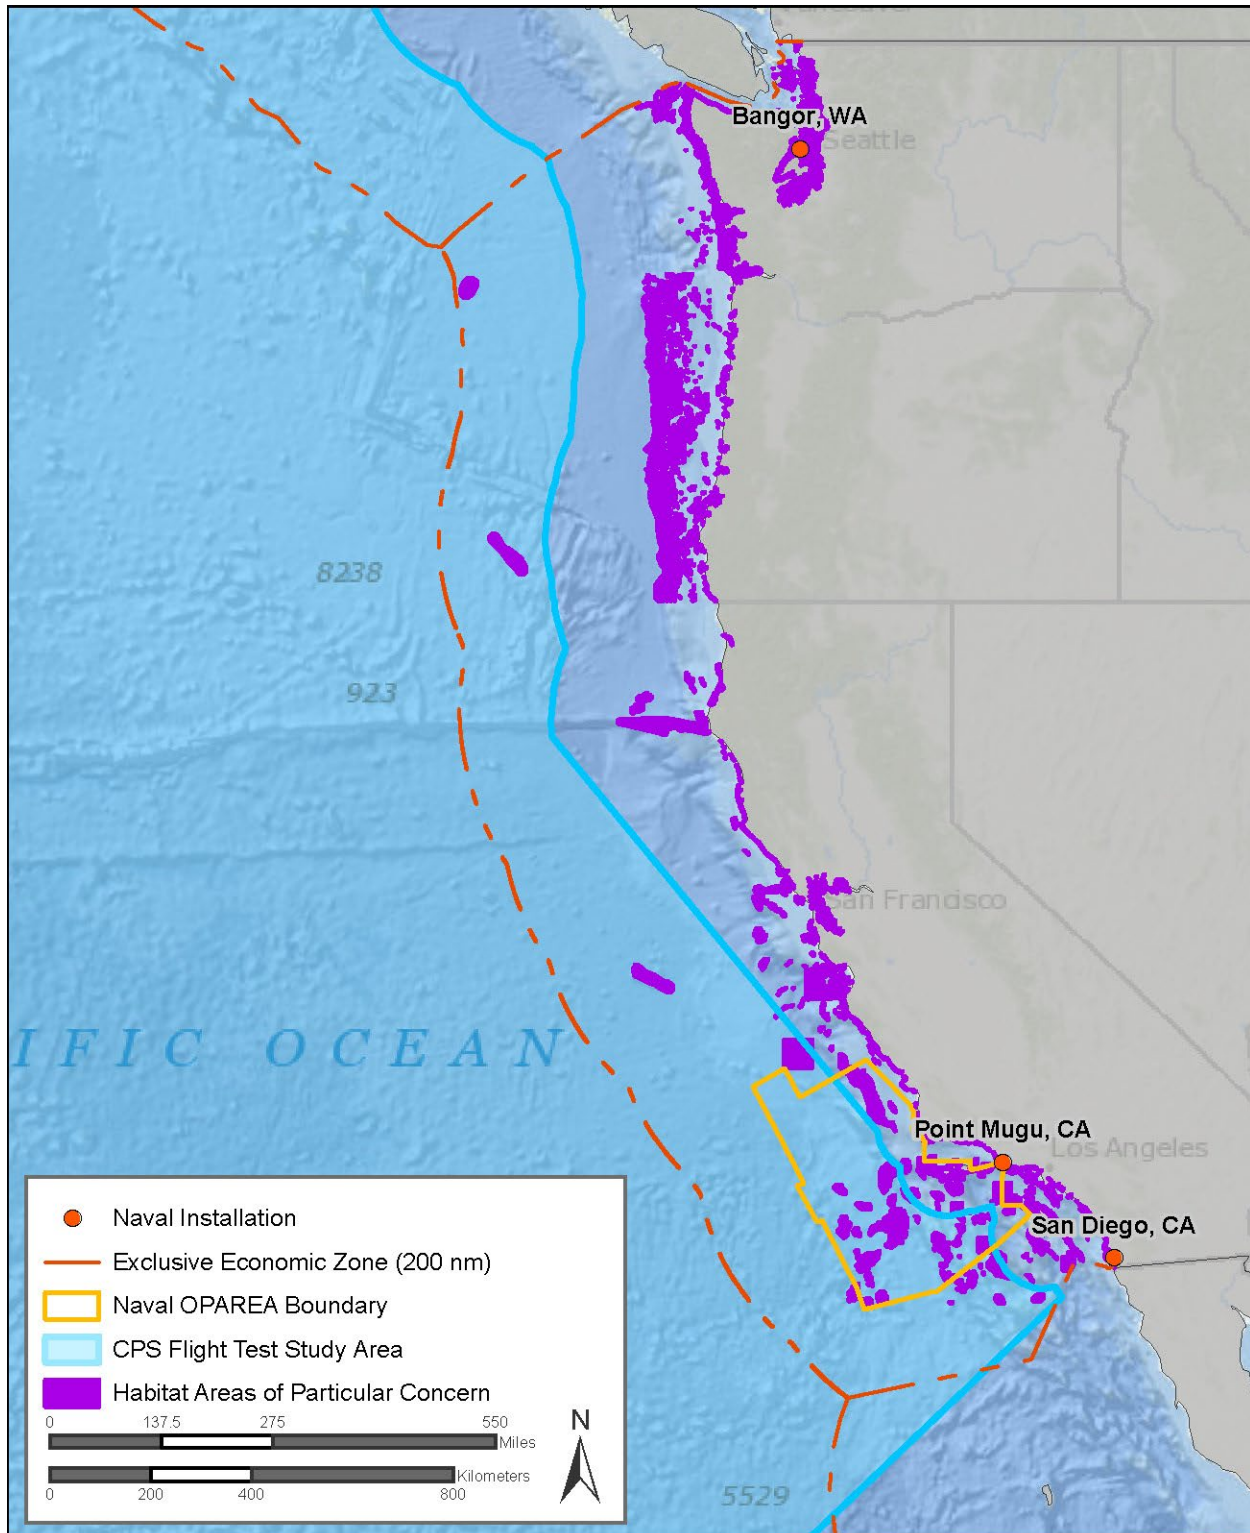 Vancouver
Bangor, WA
Seattle
8238
923
San Francisco
IFIC OCEAN
Point Mugu, CA
Los Angeles
San Diego, CA
Naval Installation
Exclusive Economic Zone (200 nm)
Naval OPAREA Boundary
CPS Flight Test Study Area
Habitat Areas of Particular Concern
0 137.5 275 550
Miles
N
Kilometers
0 200 400 800
5529